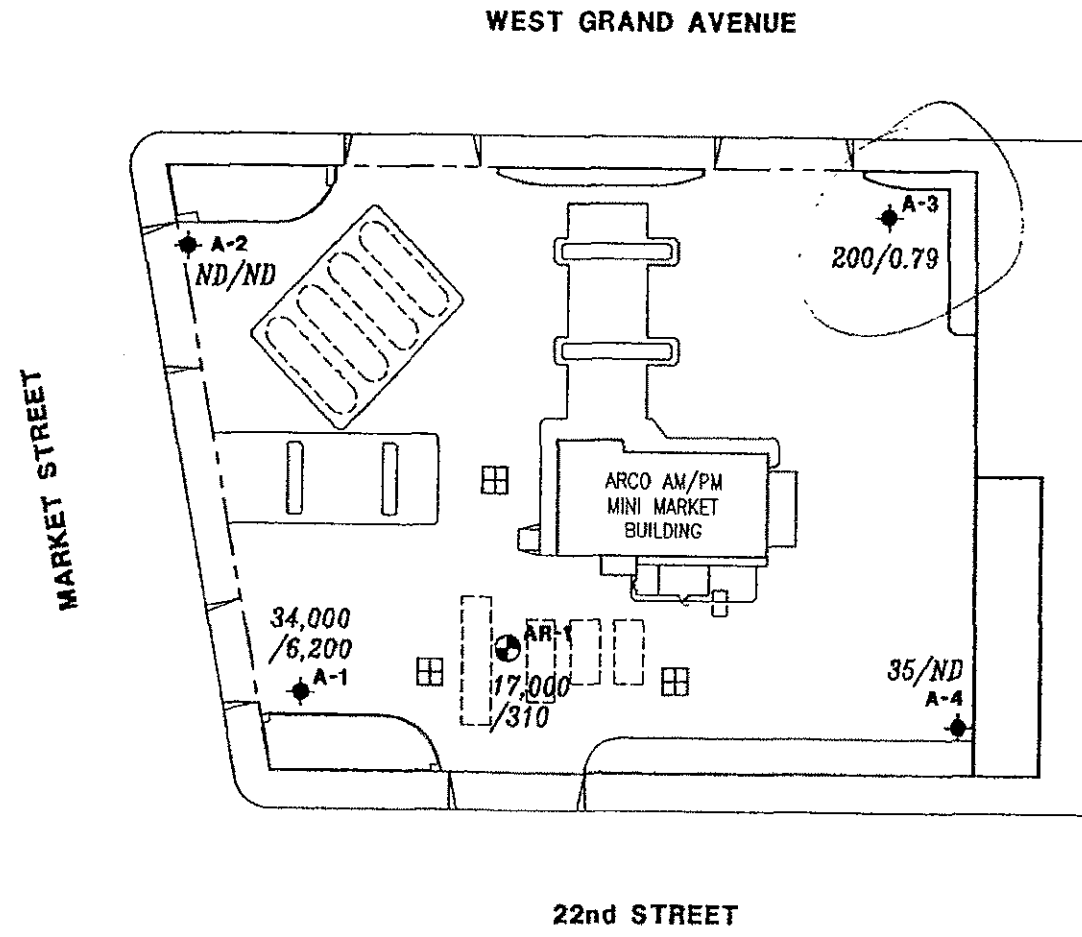 WEST GRAND AVENUE
A-3
200/0.79
A-2
ND/ND
MARKET STREET
ARCO AM/PM
MINI MARKET
BUILDING
34,000
/6,200
A-1
AR-1
17,000
/310
35/ND
A-4
22nd STREET